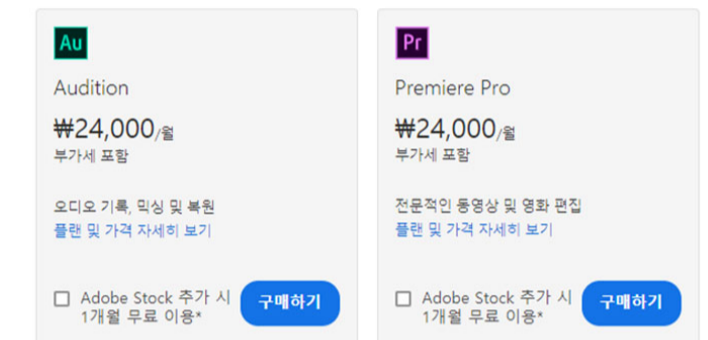 Au
Audition
₩24,000/월
부가세 포함
오디오 기록, 믹싱 및 복원
플랜 및 가격 자세히 보기
Adobe Stock 추가 시
1개월 무료 이용*
구매하기
Pr
Premiere Pro
₩24,000/월
부가세 포함
전문적인 동영상 및 영화 편집
플랜 및 가격 자세히 보기
Adobe Stock 추가 시
1개월 무료 이용*
구매하기